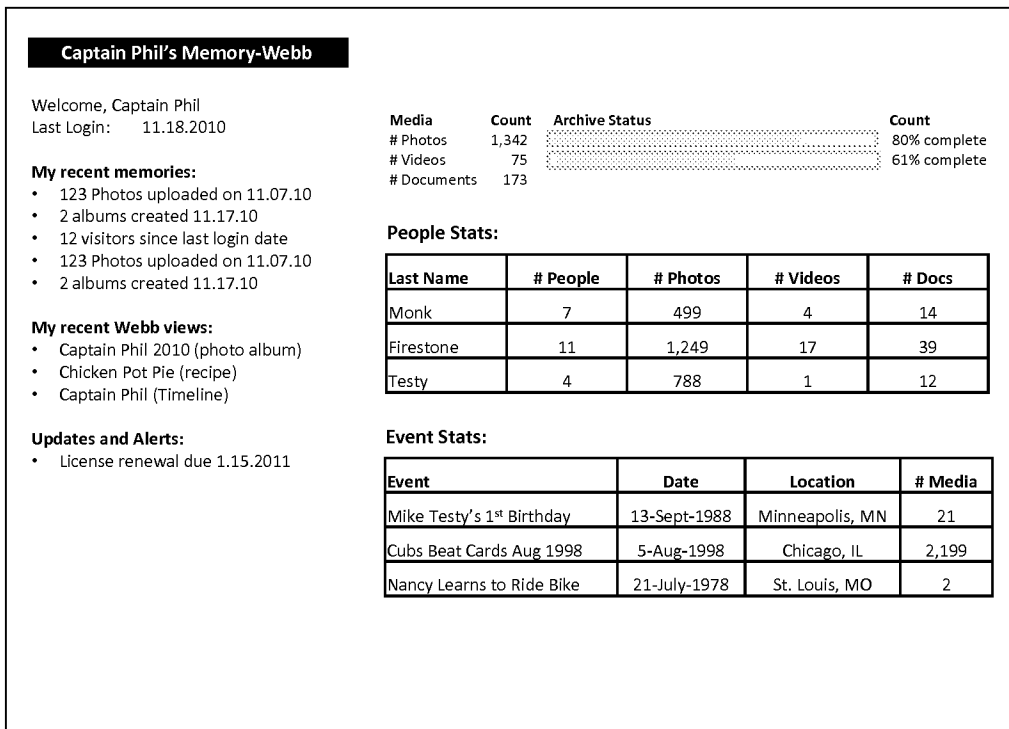 Captain Phil's Memory-Webb
Welcome, Captain Phil
Last Login: 11.18.2010
My recent memories:
• 123 Photos uploaded on 11.07.10
• 2 albums created 11.17.10
• 12 visitors since last login date
• 123 Photos uploaded on 11.07.10
• 2 albums created 11.17.10
My recent Webb views:
• Captain Phil 2010 (photo album)
• Chicken Pot Pie (recipe)
• Captain Phil (Timeline)
Updates and Alerts:
• License renewal due 1.15.2011
Media Count Archive Status Count
# Photos 1,342 80% complete
# Videos 75 61% complete
# Documents 173
People Stats:
Last Name # People # Photos # Videos # Docs
Monk 7 499 4 14
Firestone 11 1,249 17 39
Testy 4 788 1 12
Event Stats:
Event Date Location # Media
Mike Testy's 1st Birthday 13-Sept-1988 Minneapolis, MN 21
Cubs Beat Cards Aug 1998 5-Aug-1998 Chicago, IL 2,199
Nancy Learns to Ride Bike 21-July-1978 St. Louis, MO 2